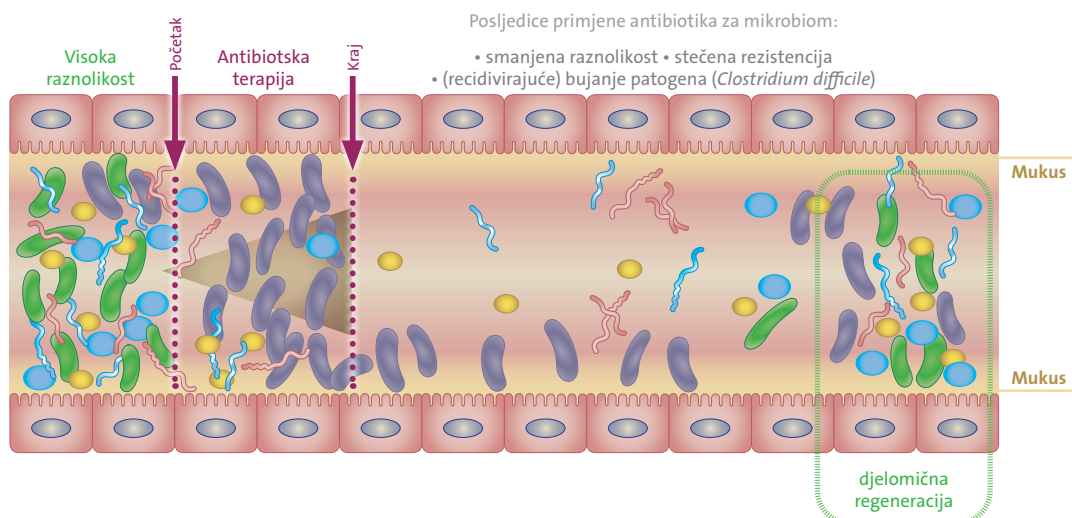 Posljedice primjene antibiotika za mikrobiom:
• smanjena raznolikost • stečena rezistencija
• (recidivirajuće) bujanje patogena (Clostridium difficile)
Visoka
raznolikost
Početak
Antibiotska
terapija
Kraj
Mukus
Mukus
djelomična
regeneracija